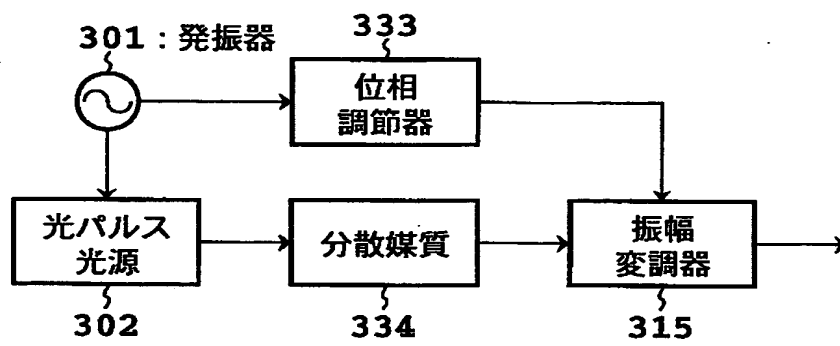 301：発振器
333
位相
調節器
光パルス
光源
分散媒質
振幅
変調器
302
334
315